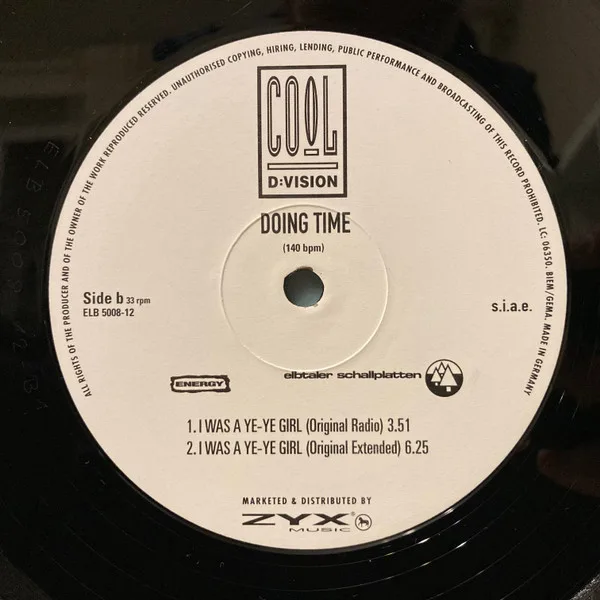 ALL RIGHTS OF THE PRODUCER AND OF THE OWNER OF THE WORK REPRODUCED RESERVED. UNAUTHORISED COPYING, HIRING, LENDING, PUBLIC PERFORMANCE AND BROADCASTING OF THIS RECORD PROHIBITED. LC: 06350. BIEM/GEMA. MADE IN GERMANY
COOL
D:VISION
DOING TIME
(140 bpm)
Side b 33 rpm
ELB 5008-12
s.i.a.e.
ENERGY
elbtaler schallplatten
1. I WAS A YE-YE GIRL (Original Radio) 3.51
2. I WAS A YE-YE GIRL (Original Extended) 6.25
MARKETED & DISTRIBUTED BY
ZYX®
MUSIC